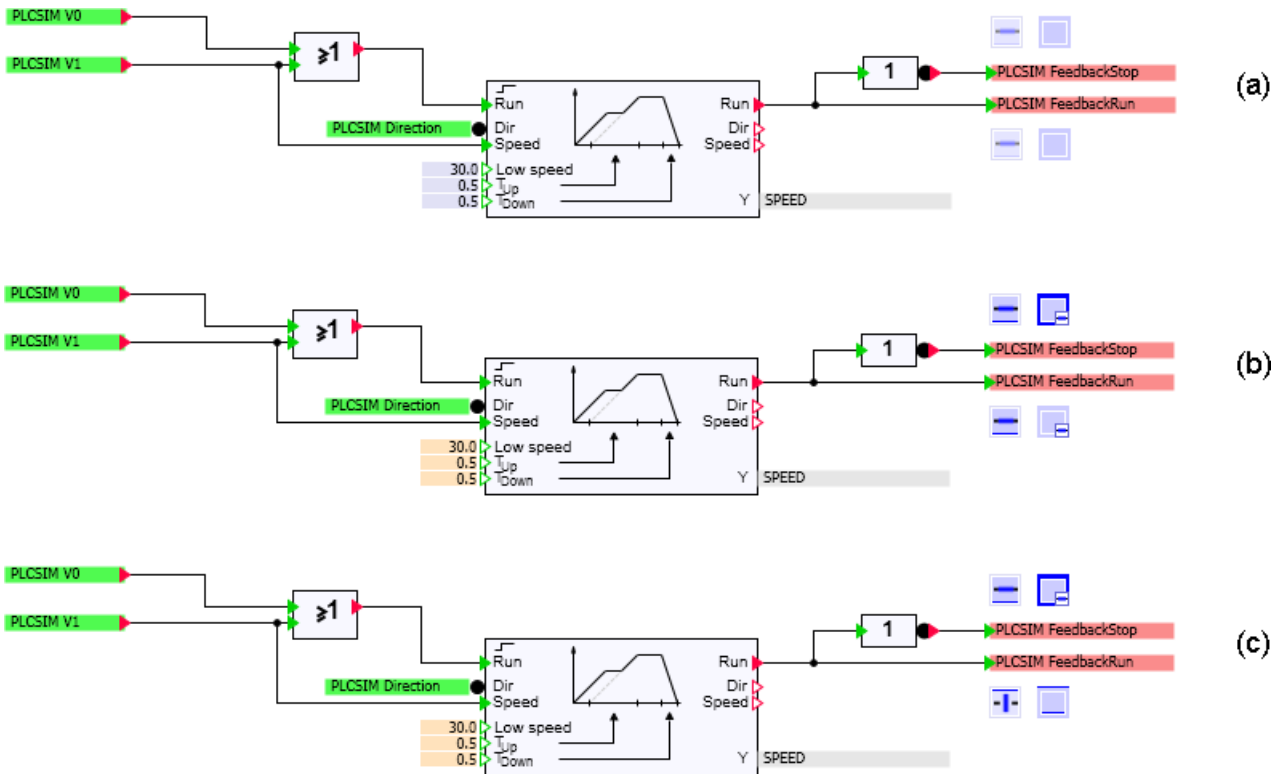 PLCSIM V0
PLCSIM V1
≥1
1
PLCSIM FeedbackStop
PLCSIM FeedbackRun
(a)
Run
Run
PLCSIM Direction
Dir
Dir
Speed
Speed
30.0 Low speed
0.5 TUp
0.5 TDown
Y SPEED
PLCSIM V0
PLCSIM V1
≥1
1
PLCSIM FeedbackStop
PLCSIM FeedbackRun
(b)
Run
Run
PLCSIM Direction
Dir
Dir
Speed
Speed
30.0 Low speed
0.5 TUp
0.5 TDown
Y SPEED
PLCSIM V0
PLCSIM V1
≥1
1
PLCSIM FeedbackStop
PLCSIM FeedbackRun
(c)
Run
Run
PLCSIM Direction
Dir
Dir
Speed
Speed
30.0 Low speed
0.5 TUp
0.5 TDown
Y SPEED